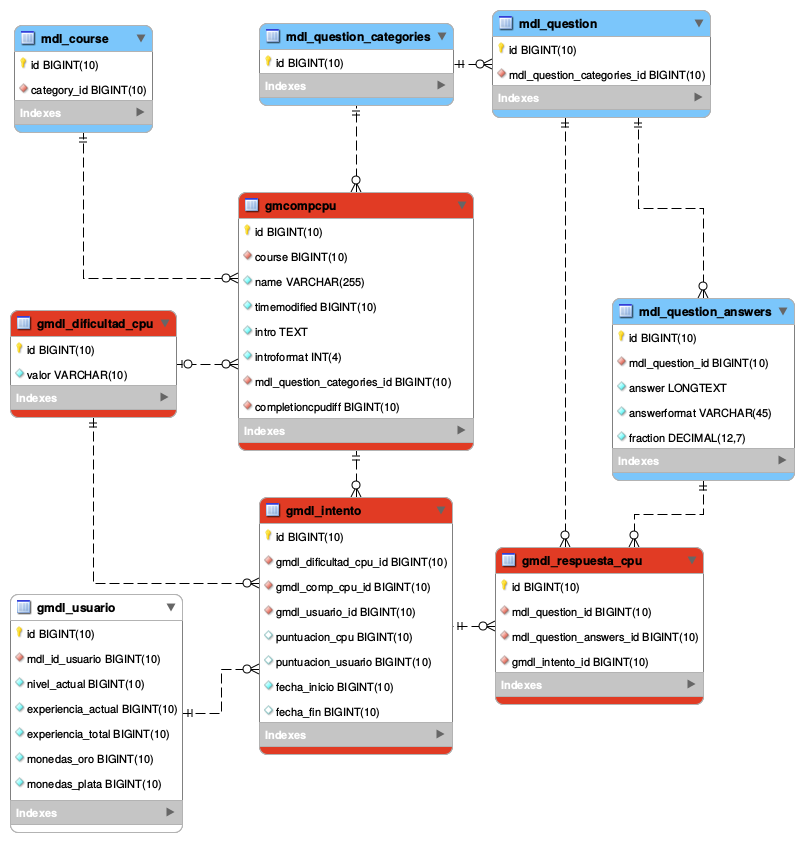 mdl_course
id BIGINT(10)
category_id BIGINT(10)
Indexes
mdl_question_categories
id BIGINT(10)
Indexes
mdl_question
id BIGINT(10)
mdl_question_categories_id BIGINT(10)
Indexes
gmcompcpu
id BIGINT(10)
course BIGINT(10)
name VARCHAR(255)
timemodified BIGINT(10)
intro TEXT
introformat INT(4)
mdl_question_categories_id BIGINT(10)
completioncpudiff BIGINT(10)
Indexes
gmdl_dificultad_cpu
id BIGINT(10)
valor VARCHAR(10)
Indexes
mdl_question_answers
id BIGINT(10)
mdl_question_id BIGINT(10)
answer LONGTEXT
answerformat VARCHAR(45)
fraction DECIMAL(12,7)
Indexes
gmdl_intento
id BIGINT(10)
gmdl_dificultad_cpu_id BIGINT(10)
gmdl_comp_cpu_id BIGINT(10)
gmdl_usuario_id BIGINT(10)
puntuacion_cpu BIGINT(10)
puntuacion_usuario BIGINT(10)
fecha_inicio BIGINT(10)
fecha_fin BIGINT(10)
Indexes
gmdl_respuesta_cpu
id BIGINT(10)
mdl_question_id BIGINT(10)
mdl_question_answers_id BIGINT(10)
gmdl_intento_id BIGINT(10)
Indexes
gmdl_usuario
id BIGINT(10)
mdl_id_usuario BIGINT(10)
nivel_actual BIGINT(10)
experiencia_actual BIGINT(10)
experiencia_total BIGINT(10)
monedas_oro BIGINT(10)
monedas_plata BIGINT(10)
Indexes